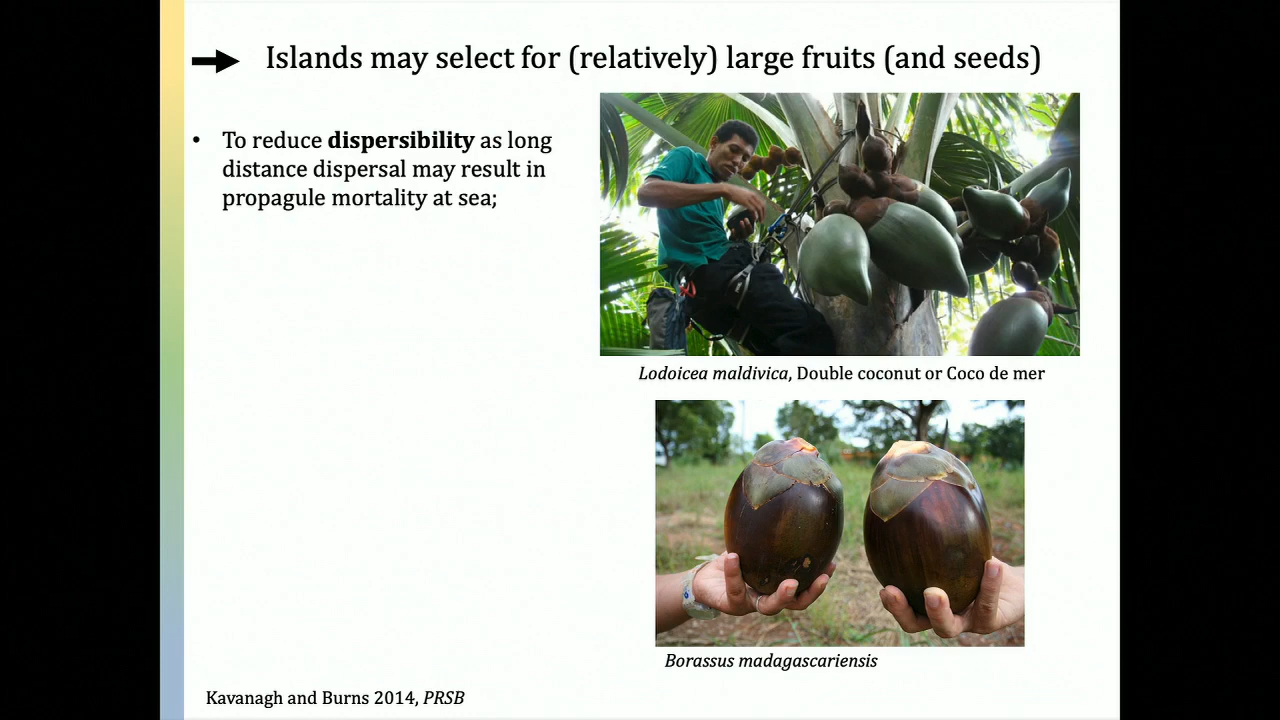 Islands may select for (relatively) large fruits (and seeds)
• To reduce dispersibility as long
distance dispersal may result in
propagule mortality at sea;
Lodoicea maldivica, Double coconut or Coco de mer
Borassus madagascariensis
Kavanagh and Burns 2014, PRSB